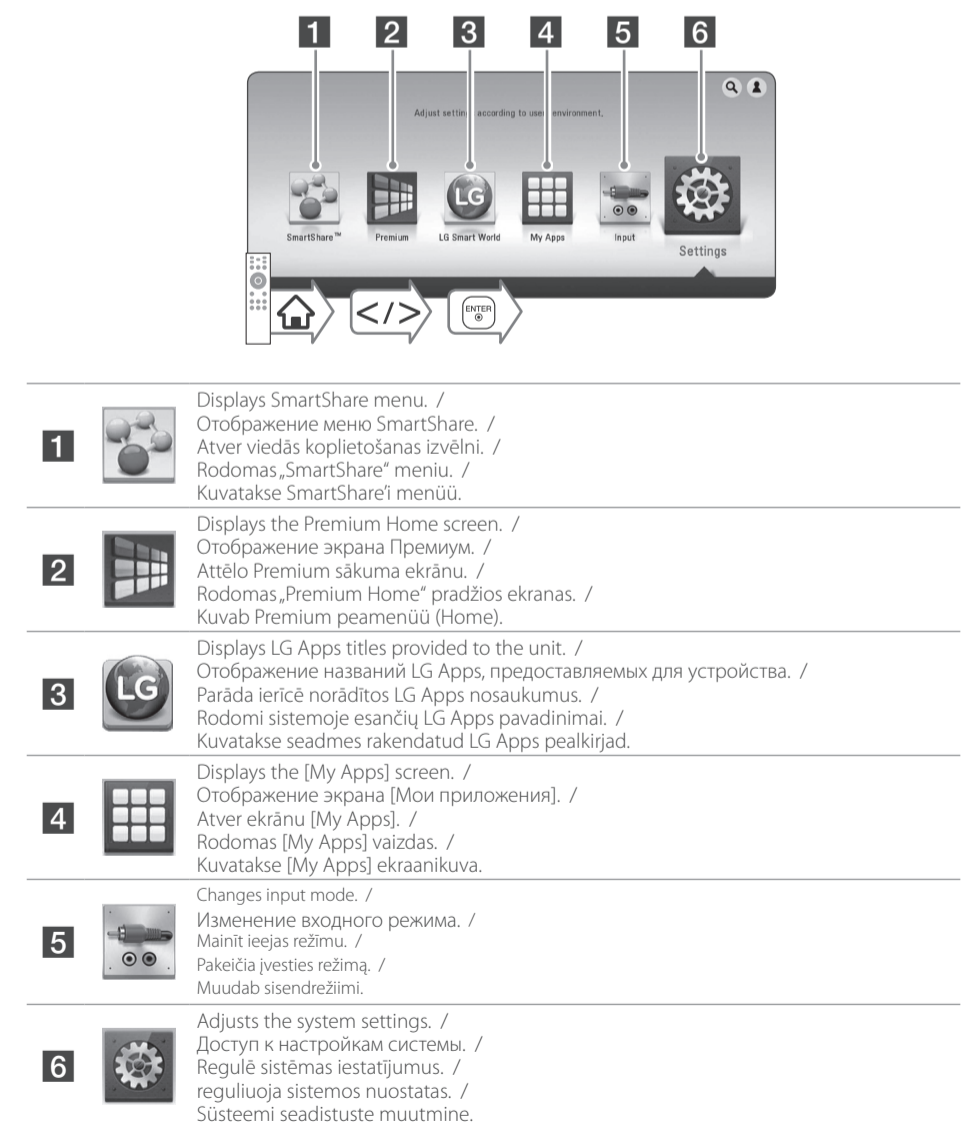 1 2 3 4 5 6
Adjust setting according to user environment.
LG
SmartShare™ Premium LG Smart World My Apps Input Settings
</> ENTER
1
Displays SmartShare menu. /
Отображение меню SmartShare. /
Atver viedās koplietošanas izvēlni. /
Rodomas „SmartShare“ meniu. /
Kuvatakse SmartShare'i menüü.
2
Displays the Premium Home screen. /
Отображение экрана Премиум. /
Attēlo Premium sākuma ekrānu. /
Rodomas „Premium Home“ pradžios ekranas. /
Kuvab Premium peamenüü (Home).
3
LG
Displays LG Apps titles provided to the unit. /
Отображение названий LG Apps, предоставляемых для устройства. /
Parāda ierīcē norādītos LG Apps nosaukumus. /
Rodomi sistemoje esančių LG Apps pavadinimai. /
Kuvatakse seadmes rakendatud LG Apps pealkirjad.
4
Displays the [My Apps] screen. /
Отображение экрана [Мои приложения]. /
Atver ekrānu [My Apps]. /
Rodomas [My Apps] vaizdas. /
Kuvatakse [My Apps] ekraanikuva.
5
Changes input mode. /
Изменение входного режима. /
Mainīt ieejas režīmu. /
Pakeičia įvesties režimą. /
Muudab sisendrežiimi.
6
Adjusts the system settings. /
Доступ к настройкам системы. /
Regulē sistēmas iestatījumus. /
reguliuoja sistemos nuostatas. /
Süsteemi seadistuste muutmine.